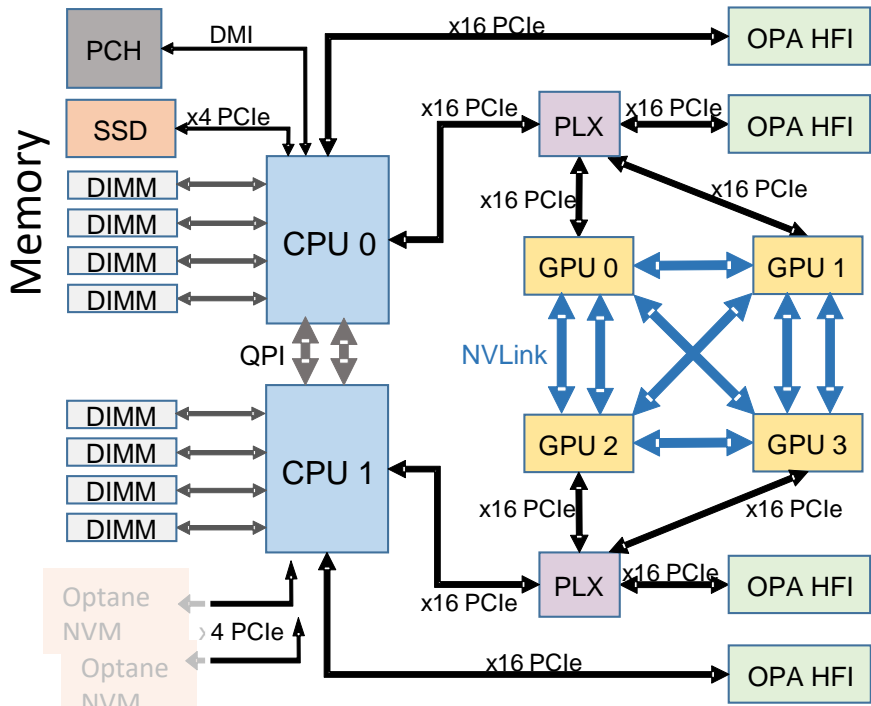 PCH
DMI
x16 PCIe
OPA HFI
SSD
x4 PCIe
x16 PCIe
PLX
x16 PCIe
OPA HFI
Memory
DIMM
DIMM
DIMM
DIMM
CPU 0
x16 PCIe
x16 PCIe
GPU 0
GPU 1
QPI
NVLink
DIMM
DIMM
DIMM
DIMM
CPU 1
GPU 2
GPU 3
x16 PCIe
x16 PCIe
x16 PCIe
PLX
x16 PCIe
OPA HFI
Optane
NVM
x4 PCIe
Optane
NVM
x16 PCIe
OPA HFI